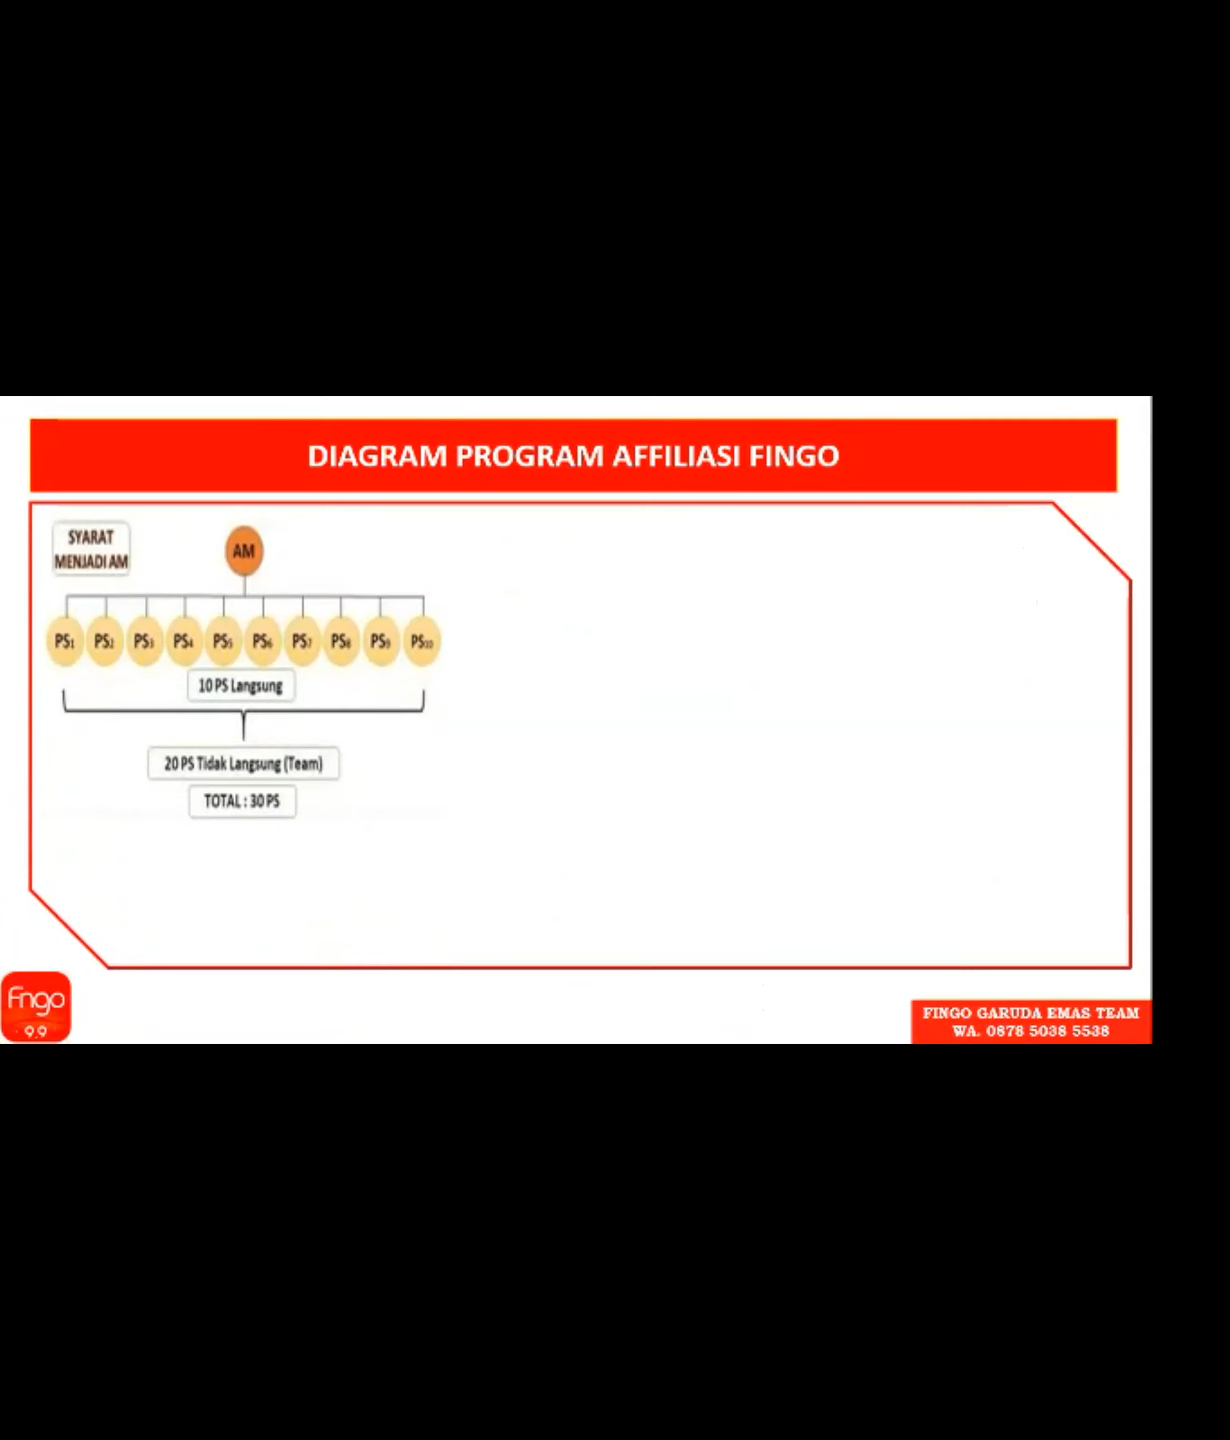 DIAGRAM PROGRAM AFFILIASI FINGO
SYARAT
MENJADI AM
AM
PS1 PS2 PS3 PS4 PS5 PS6 PS7 PS8 PS9 PS10
10 PS Langsung
20 PS Tidak Langsung (Team)
TOTAL : 30 PS
Fingo
9.9
FINGO GARUDA EMAS TEAM
WA. 0878 5038 5538